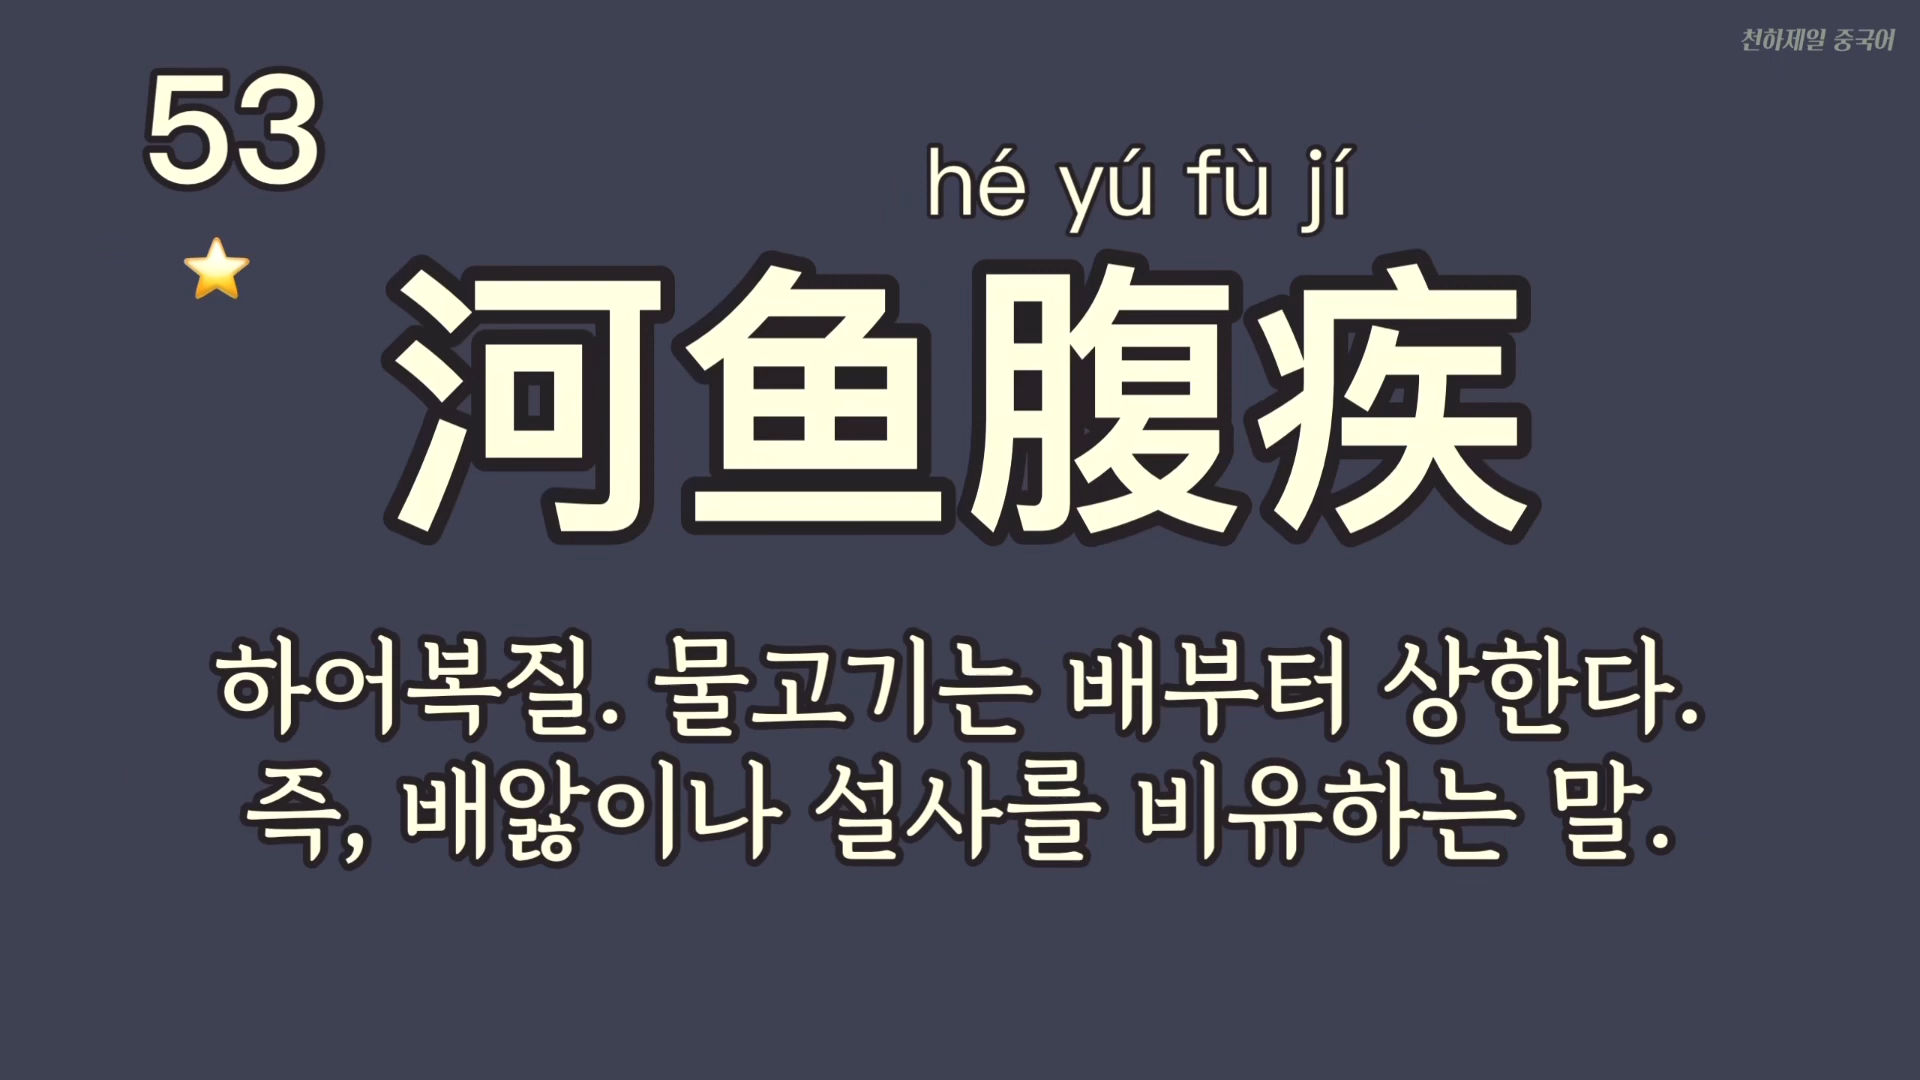 천하제일 중국어
53
hé yú fù jí
河鱼腹疾
하어복질. 물고기는 배부터 상한다.
즉, 배앓이나 설사를 비유하는 말.